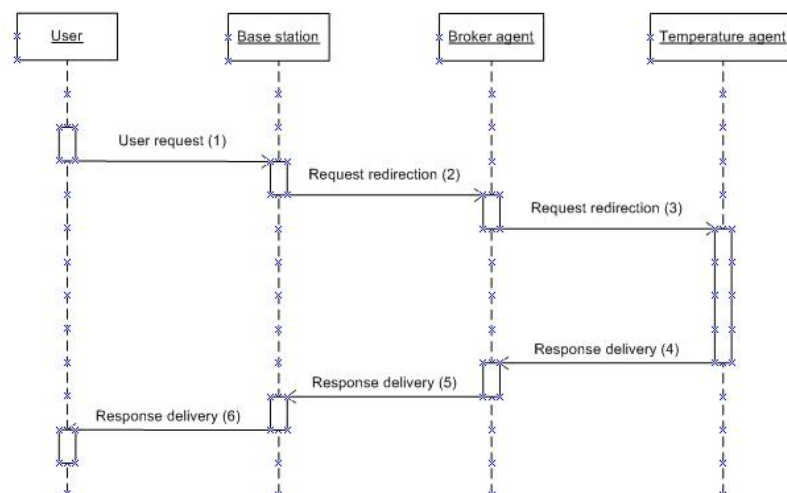 User
Base station
Broker agent
Temperature agent
User request (1)
Request redirection (2)
Request redirection (3)
Response delivery (4)
Response delivery (5)
Response delivery (6)